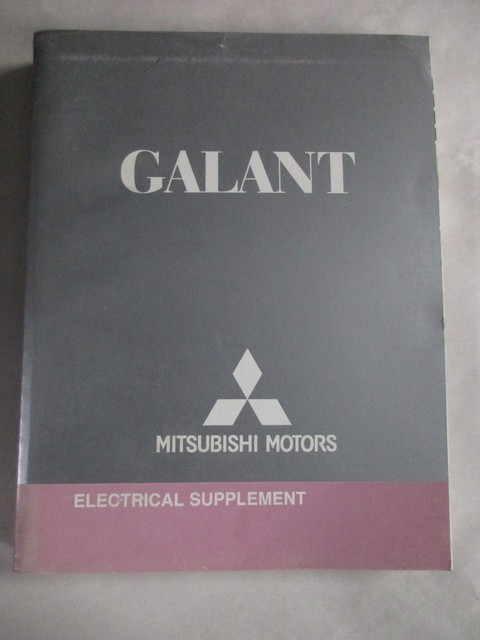 GALANT
MITSUBISHI MOTORS
ELECTRICAL SUPPLEMENT